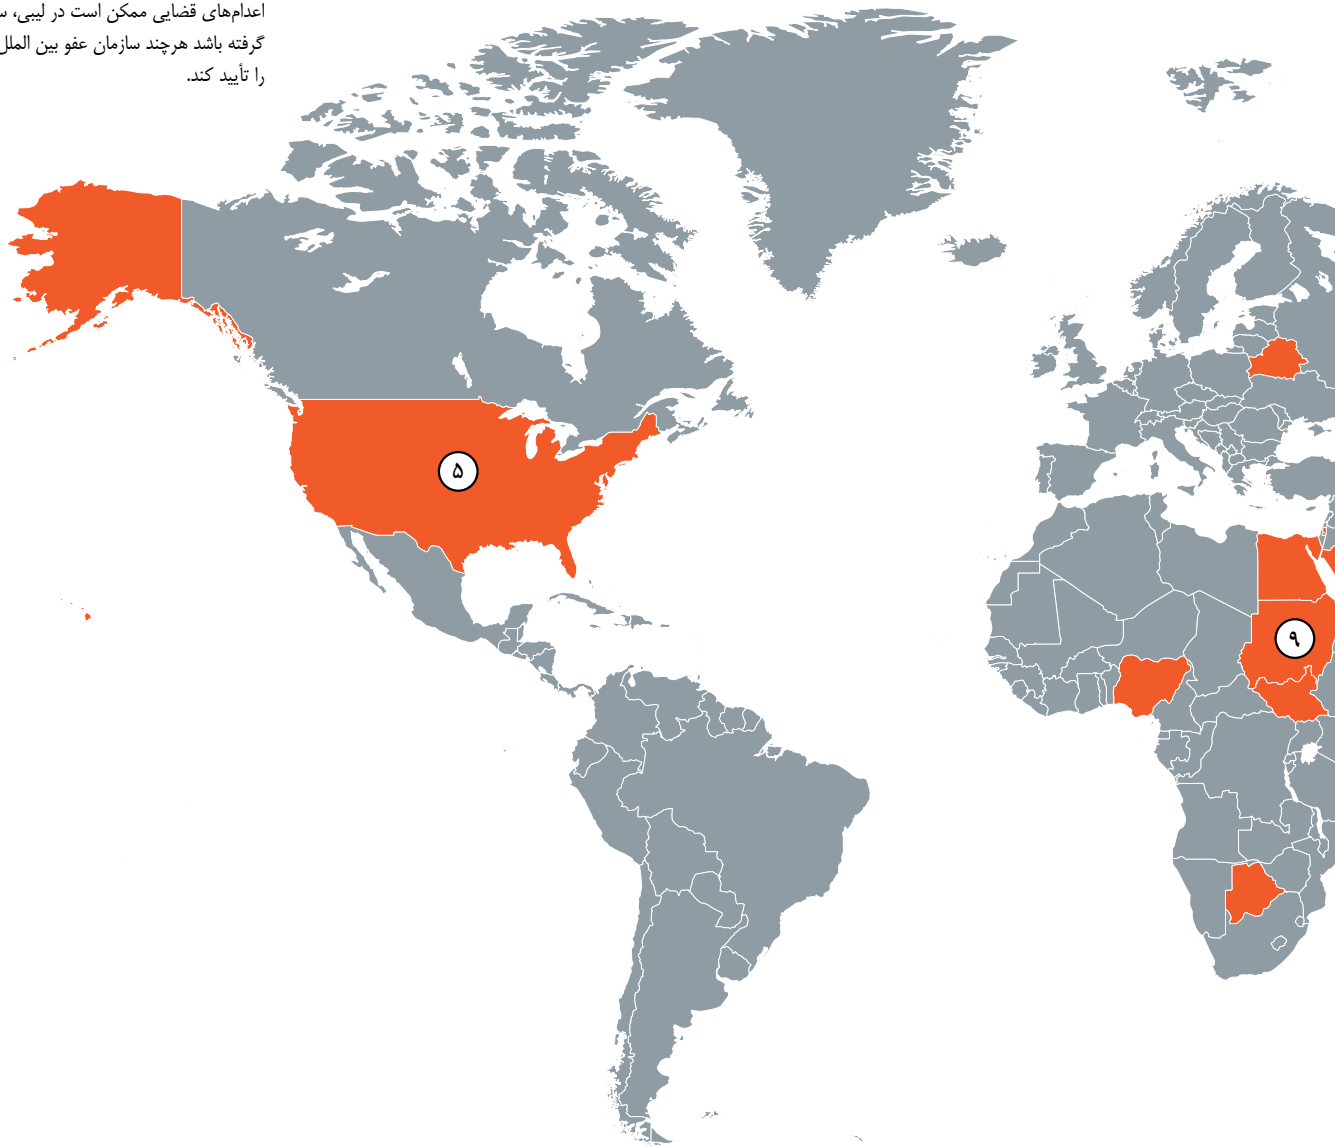 اعدام‌های قضایی ممکن است در لیبی،
گرفته باشد هرچند سازمان عفو بین الملل
را تأیید کند.
۵
۹